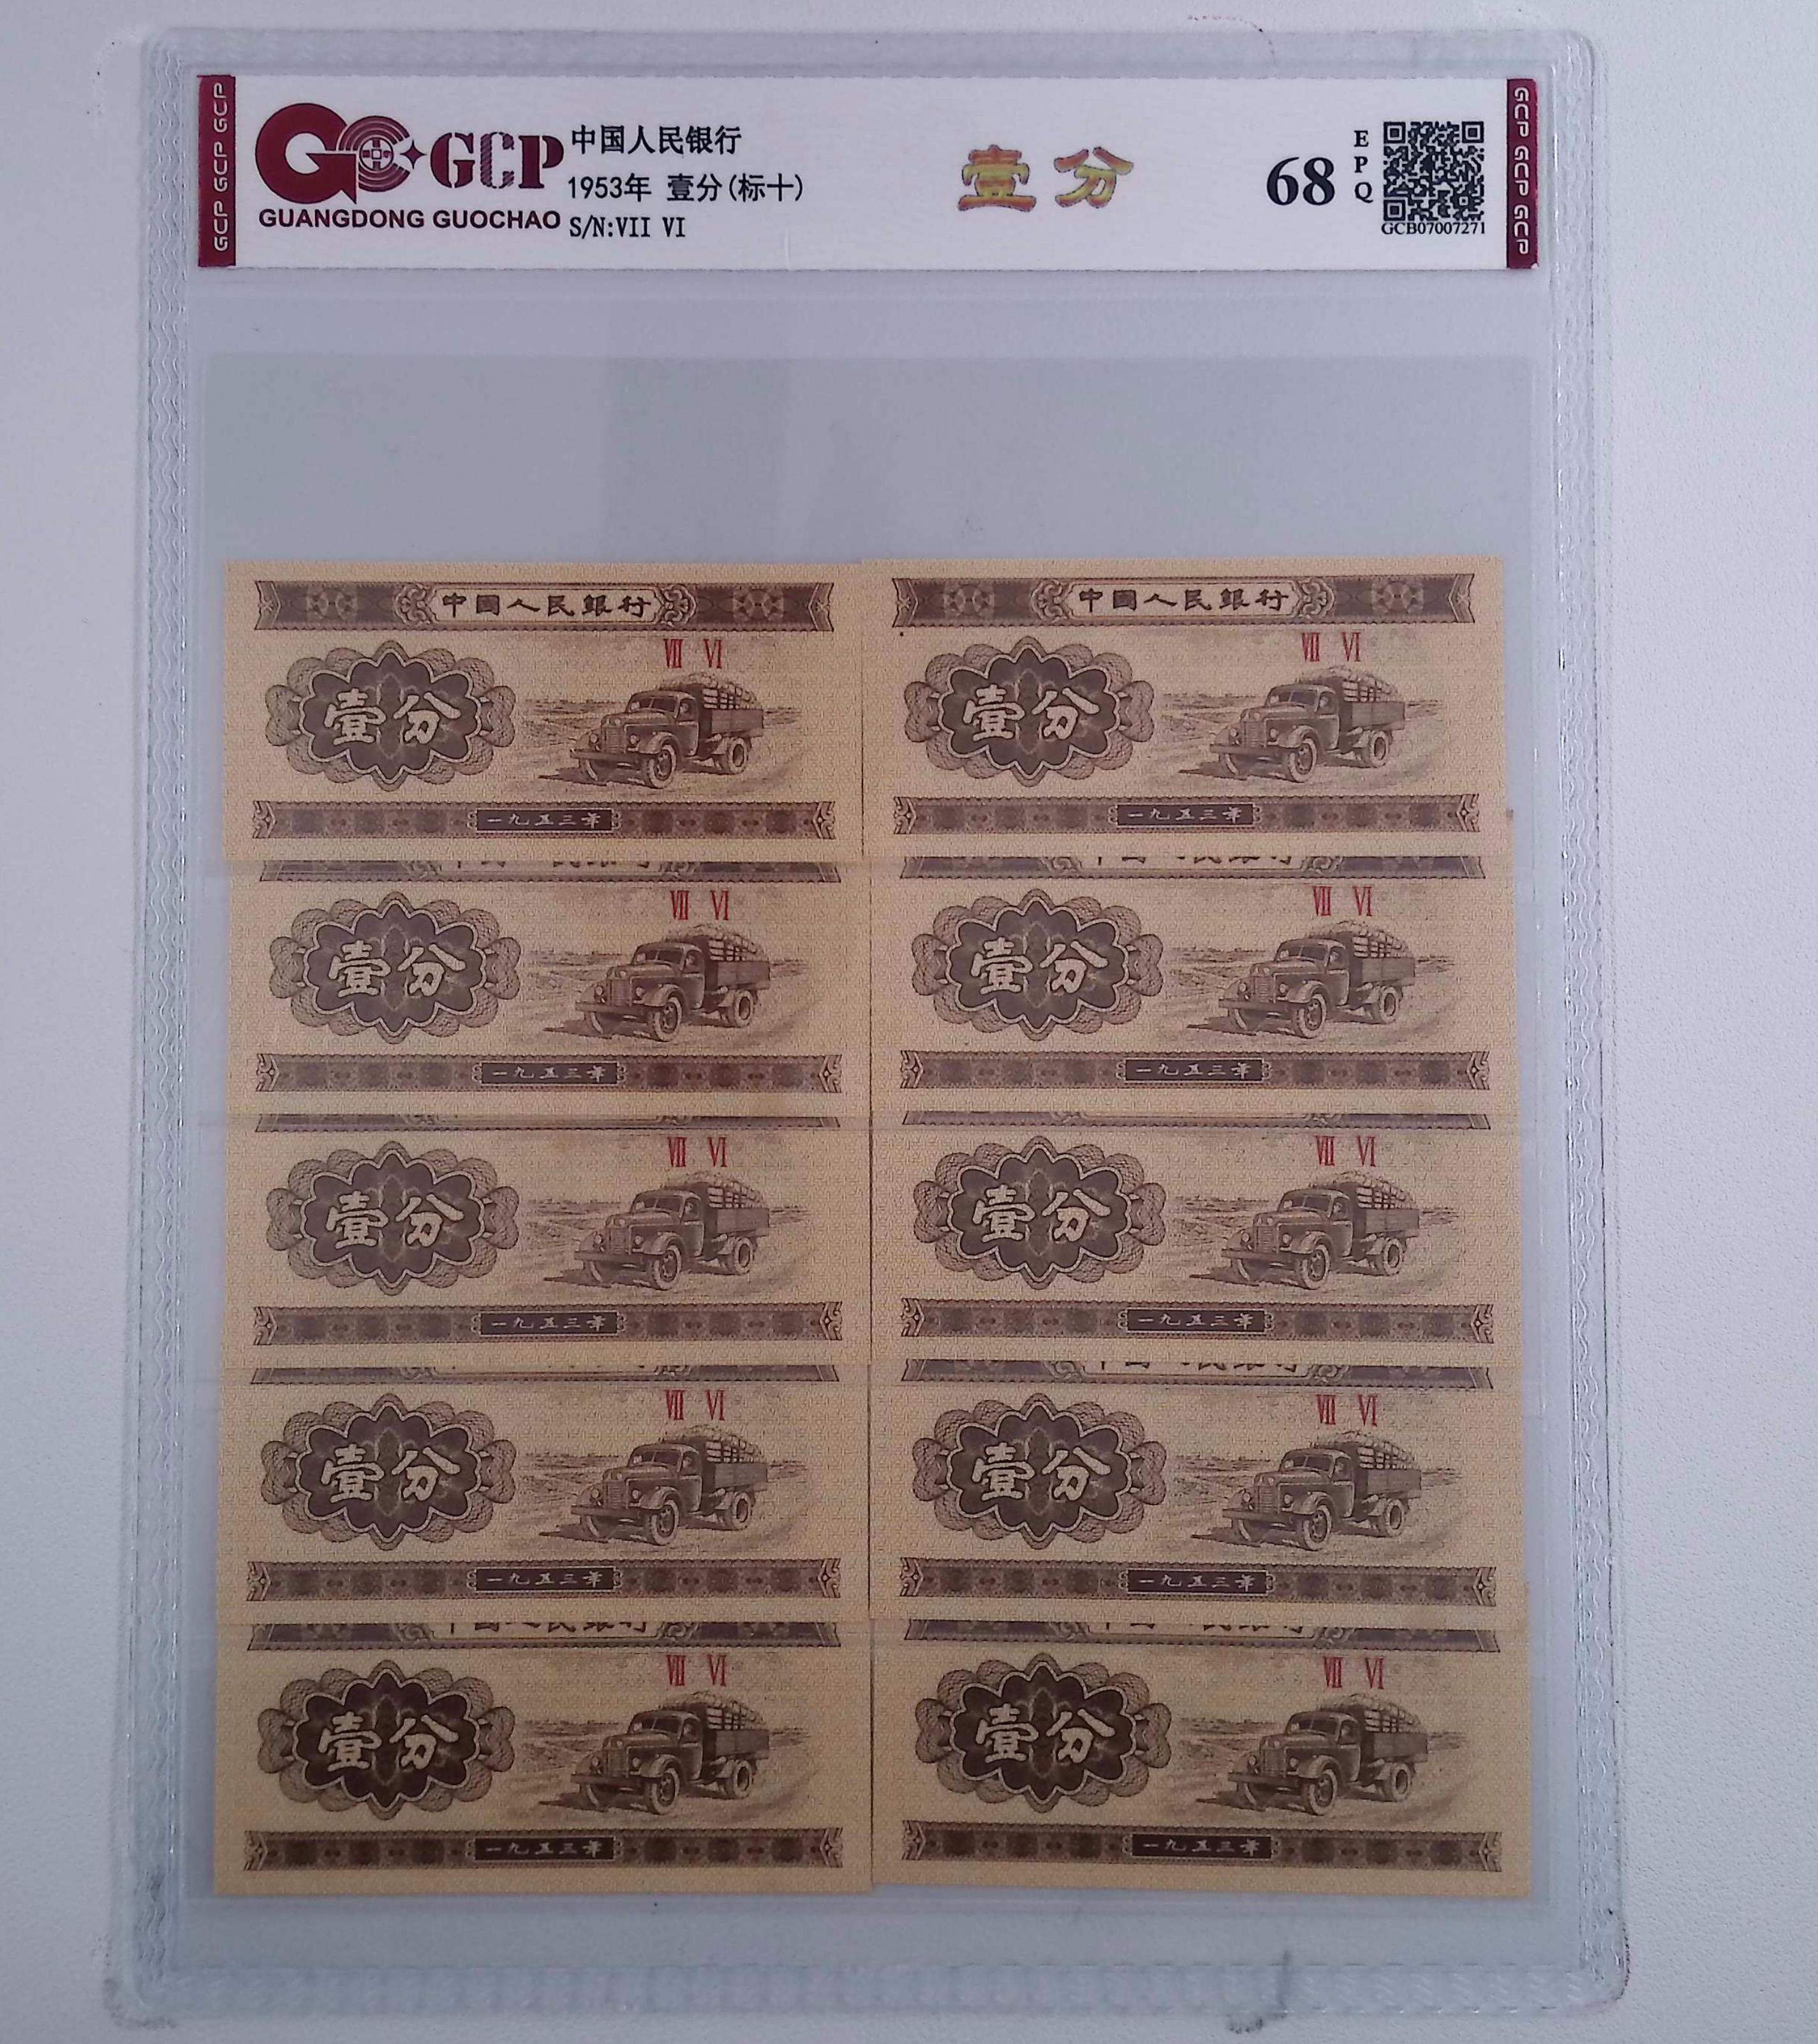 GCP GCP GCP
GCP
GUANGDONG GUOCHAO
中国人民银行
1953年 壹分(标十)
S/N:VII VI
壹分
68
EPQ
GCB07007271
GCP GCP GCP
中國人民銀行
VII VI
壹分
一九五三年
中國人民銀行
VII VI
壹分
一九五三年
VII VI
壹分
一九五三年
VII VI
壹分
一九五三年
VII VI
壹分
一九五三年
VII VI
壹分
一九五三年
VII VI
壹分
一九五三年
VII VI
壹分
一九五三年
VII VI
壹分
一九五三年
VII VI
壹分
一九五三年